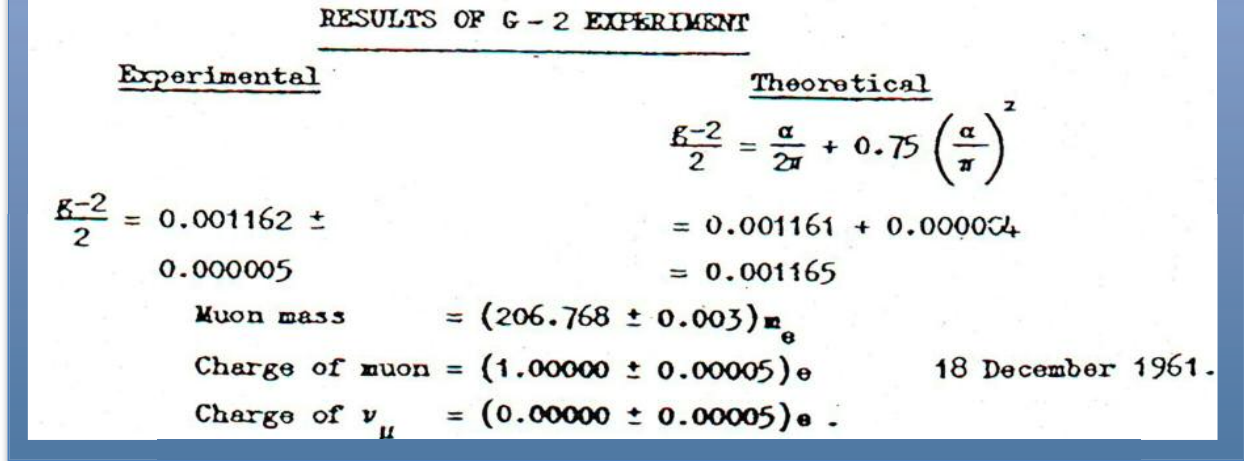 RESULTS OF G - 2 EXPERIMENT
Experimental Theoretical
g-2/2 = α/2π + 0.75 (α/π)²
g-2/2 = 0.001162 ± = 0.001161 + 0.000004
0.000005 = 0.001165
Muon mass = (206.768 ± 0.003)mₑ
Charge of muon = (1.00000 ± 0.00005)e 18 December 1961.
Charge of ν_μ = (0.00000 ± 0.00005)e .